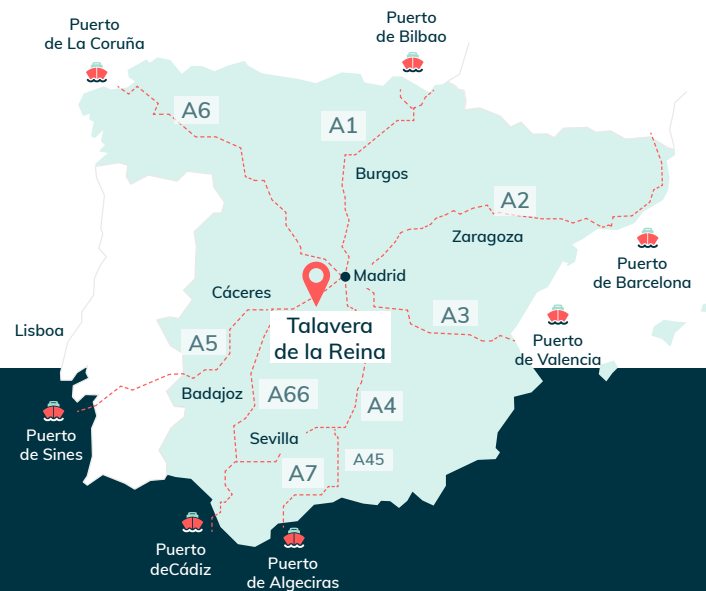 Puerto
de La Coruña
Puerto
de Bilbao
A6
A1
Burgos
A2
Zaragoza
Puerto
de Barcelona
Madrid
Cáceres
Talavera
de la Reina
A3
Puerto
de Valencia
Lisboa
A5
Badajoz
A66
A4
Puerto
de Sines
Sevilla
A45
A7
Puerto
deCádiz
Puerto
de Algeciras